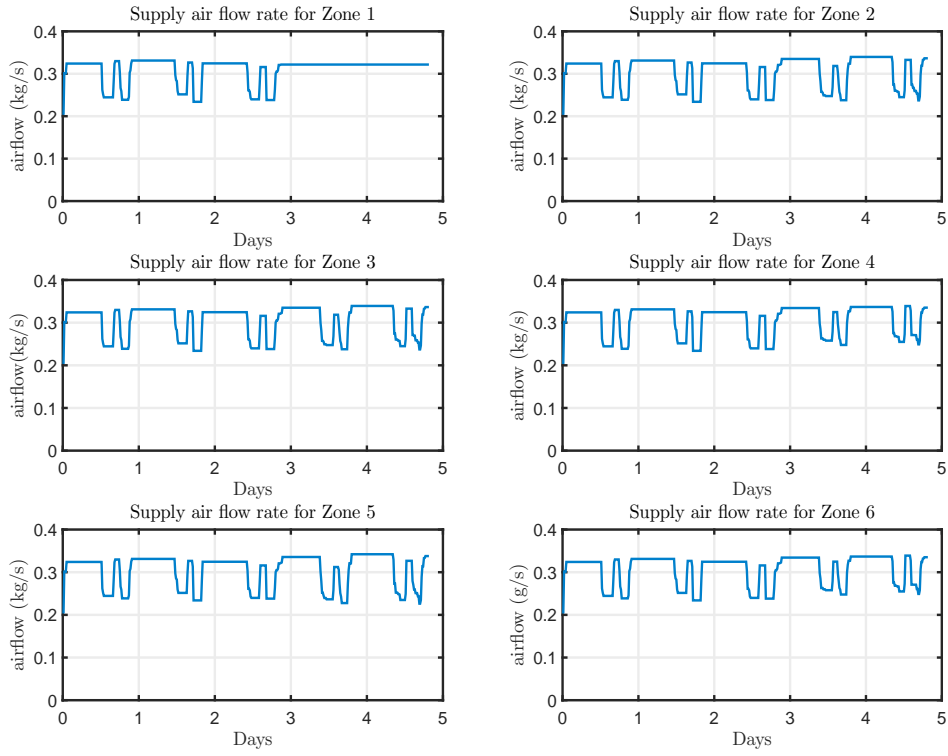 Supply air flow rate for Zone 1
0.4
0.3
0.2
0.1
0
airflow (kg/s)
0 1 2 3 4 5
Days
Supply air flow rate for Zone 2
0.4
0.3
0.2
0.1
0
airflow (kg/s)
0 1 2 3 4 5
Days
Supply air flow rate for Zone 3
0.4
0.3
0.2
0.1
0
airflow(kg/s)
0 1 2 3 4 5
Days
Supply air flow rate for Zone 4
0.4
0.3
0.2
0.1
0
airflow (kg/s)
0 1 2 3 4 5
Days
Supply air flow rate for Zone 5
0.4
0.3
0.2
0.1
0
airflow (kg/s)
0 1 2 3 4 5
Days
Supply air flow rate for Zone 6
0.4
0.3
0.2
0.1
0
airflow (g/s)
0 1 2 3 4 5
Days